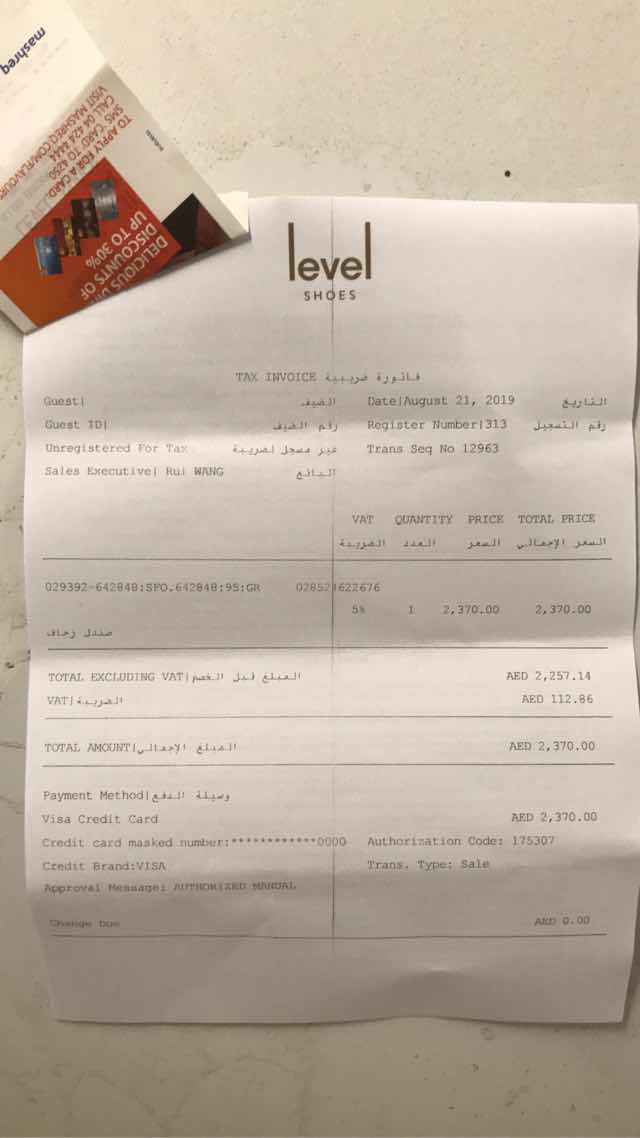 mashreq
TO APPLY FOR A CARD,
SMS 'CARD' TO 4250
CALL 04 424 4444
VISIT MASHREQ.COM/FLAVOURS
DELICIOUS
DISCOUNTS OF
UP TO 30%
level
SHOES
TAX INVOICE فاتورة ضريبية
Guest| الضيف Date|August 21, 2019 التاريخ
Guest ID| رقم الضيف Register Number|313 رقم التسجيل
Unregistered For Tax غير مسجل لضريبة Trans Seq No 12963
Sales Executive| Rui WANG البائع
VAT QUANTITY PRICE TOTAL PRICE
الضريبة العدد السعر السعر الإجمالي
029392-642848:SFO.642848:95:GR 028521622676
5% 1 2,370.00 2,370.00
صندل زحاف
TOTAL EXCLUDING VAT|المبلغ قبل الخصم AED 2,257.14
VAT|الضريبة AED 112.86
TOTAL AMOUNT|المبلغ الإجمالي AED 2,370.00
Payment Method|وسيلة الدفع
Visa Credit Card AED 2,370.00
Credit card masked number:************0000 Authorization Code: 175307
Credit Brand:VISA Trans. Type: Sale
Approval Message: AUTHORIZED MANUAL
Change Due AED 0.00